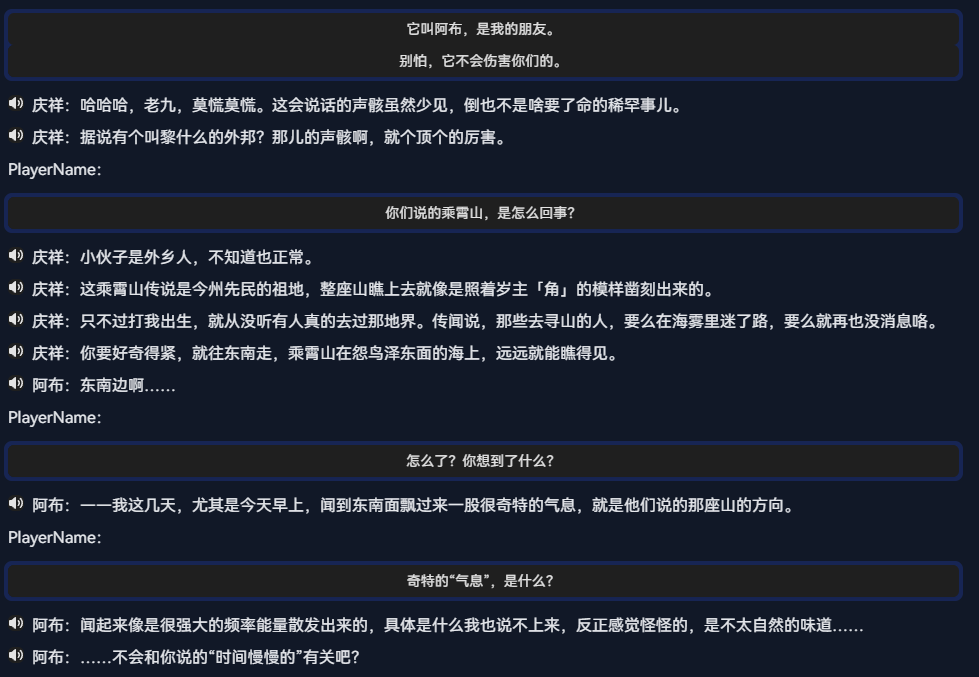 它叫阿布，是我的朋友。
别怕，它不会伤害你们的。
庆祥：哈哈哈，老九，莫慌莫慌。这会说话的声骸虽然少见，倒也不是啥要了命的稀罕事儿。
庆祥：据说有个叫黎什么的外邦？那儿的声骸啊，就个顶个的厉害。
PlayerName:
你们说的乘霄山，是怎么回事？
庆祥：小伙子是外乡人，不知道也正常。
庆祥：这乘霄山传说是今州先民的祖地，整座山瞧上去就像是照着岁主「角」的模样凿刻出来的。
庆祥：只不过打我出生，就从没听有人真的去过那地界。传闻说，那些去寻山的人，要么在海雾里迷了路，要么就再也没消息咯。
庆祥：你要好奇得紧，就往东南走，乘霄山在怨鸟泽东面的海上，远远就能瞧得见。
阿布：东南边啊……
PlayerName:
怎么了？你想到了什么？
阿布：——我这几天，尤其是今天早上，闻到东南面飘过来一股很奇特的气息，就是他们说的那座山的方向。
PlayerName:
奇特的“气息”，是什么？
阿布：闻起来像是很强大的频率能量散发出来的，具体是什么我也说不上来，反正感觉怪怪的，是不太自然的味道……
阿布：……不会和你说的“时间慢慢的”有关吧？